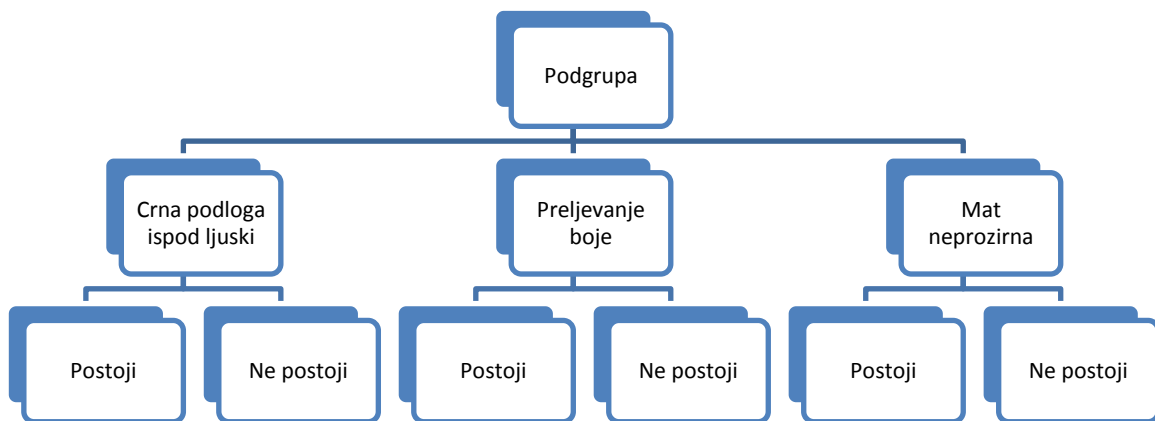 Podgrupa
Crna podloga
ispod ljuski
Preljevanje
boje
Mat
neprozirna
Postoji
Ne postoji
Postoji
Ne postoji
Postoji
Ne postoji